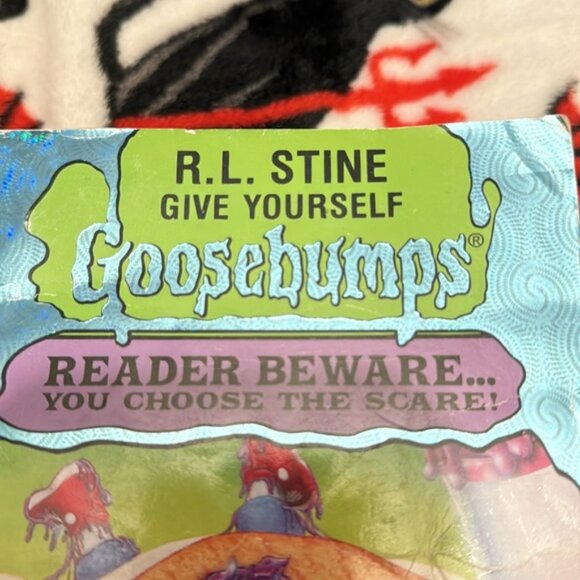 R.L. STINE
GIVE YOURSELF
Goosebumps®
READER BEWARE...
YOU CHOOSE THE SCARE!